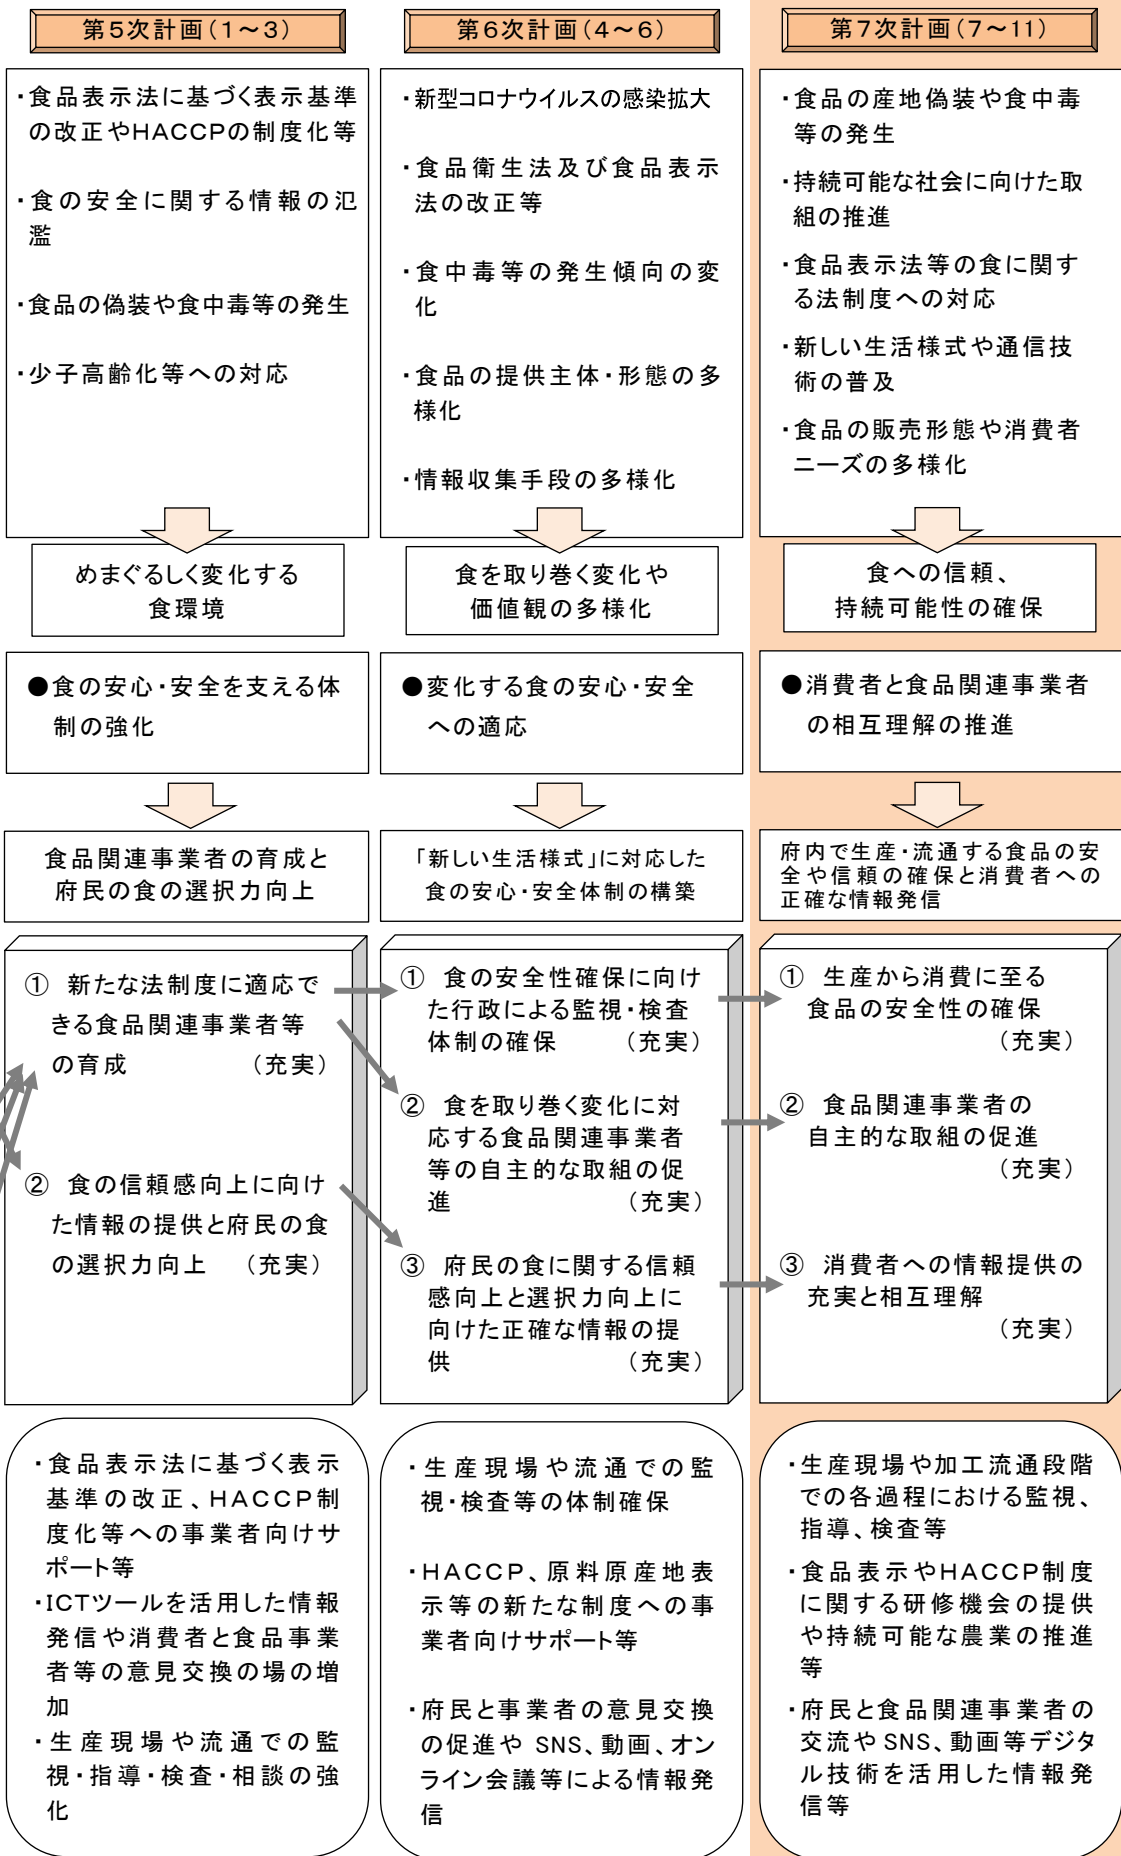 第5次計画(1～3)
・食品表示法に基づく表示基準
の改正やHACCPの制度化等
・食の安全に関する情報の氾
濫
・食品の偽装や食中毒等の発生
・少子高齢化等への対応
めまぐるしく変化する
食環境
●食の安心・安全を支える体
制の強化
食品関連事業者の育成と
府民の食の選択力向上
① 新たな法制度に適応で
きる食品関連事業者等
の育成 （充実）
② 食の信頼感向上に向け
た情報の提供と府民の食
の選択力向上 （充実）
・食品表示法に基づく表示
基準の改正、HACCP制
度化等への事業者向けサ
ポート等
・ICTツールを活用した情報
発信や消費者と食品事業
者等の意見交換の場の増
加
・生産現場や流通での監
視・指導・検査・相談の強
化
第6次計画(4～6)
・新型コロナウイルスの感染拡大
・食品衛生法及び食品表示
法の改正等
・食中毒等の発生傾向の変
化
・食品の提供主体・形態の多
様化
・情報収集手段の多様化
食を取り巻く変化や
価値観の多様化
●変化する食の安心・安全
への適応
「新しい生活様式」に対応した
食の安心・安全体制の構築
① 食の安全性確保に向け
た行政による監視・検査
体制の確保 （充実）
② 食を取り巻く変化に対
応する食品関連事業者
等の自主的な取組の促
進 （充実）
③ 府民の食に関する信頼
感向上と選択力向上に
向けた正確な情報の提
供 （充実）
・生産現場や流通での監
視・検査等の体制確保
・HACCP、原料原産地表
示等の新たな制度への事
業者向けサポート等
・府民と事業者の意見交換
の促進や SNS、動画、オン
ライン会議等による情報発
信
第7次計画(7～11)
・食品の産地偽装や食中毒
等の発生
・持続可能な社会に向けた取
組の推進
・食品表示法等の食に関す
る法制度への対応
・新しい生活様式や通信技
術の普及
・食品の販売形態や消費者
ニーズの多様化
食への信頼、
持続可能性の確保
●消費者と食品関連事業者
の相互理解の推進
府内で生産・流通する食品の安
全や信頼の確保と消費者への
正確な情報発信
① 生産から消費に至る
食品の安全性の確保
（充実）
② 食品関連事業者の
自主的な取組の促進
（充実）
③ 消費者への情報提供の
充実と相互理解
（充実）
・生産現場や加工流通段階
での各過程における監視、
指導、検査等
・食品表示やHACCP制度
に関する研修機会の提供
や持続可能な農業の推進
等
・府民と食品関連事業者の
交流や SNS、動画等デジタ
ル技術を活用した情報発
信等